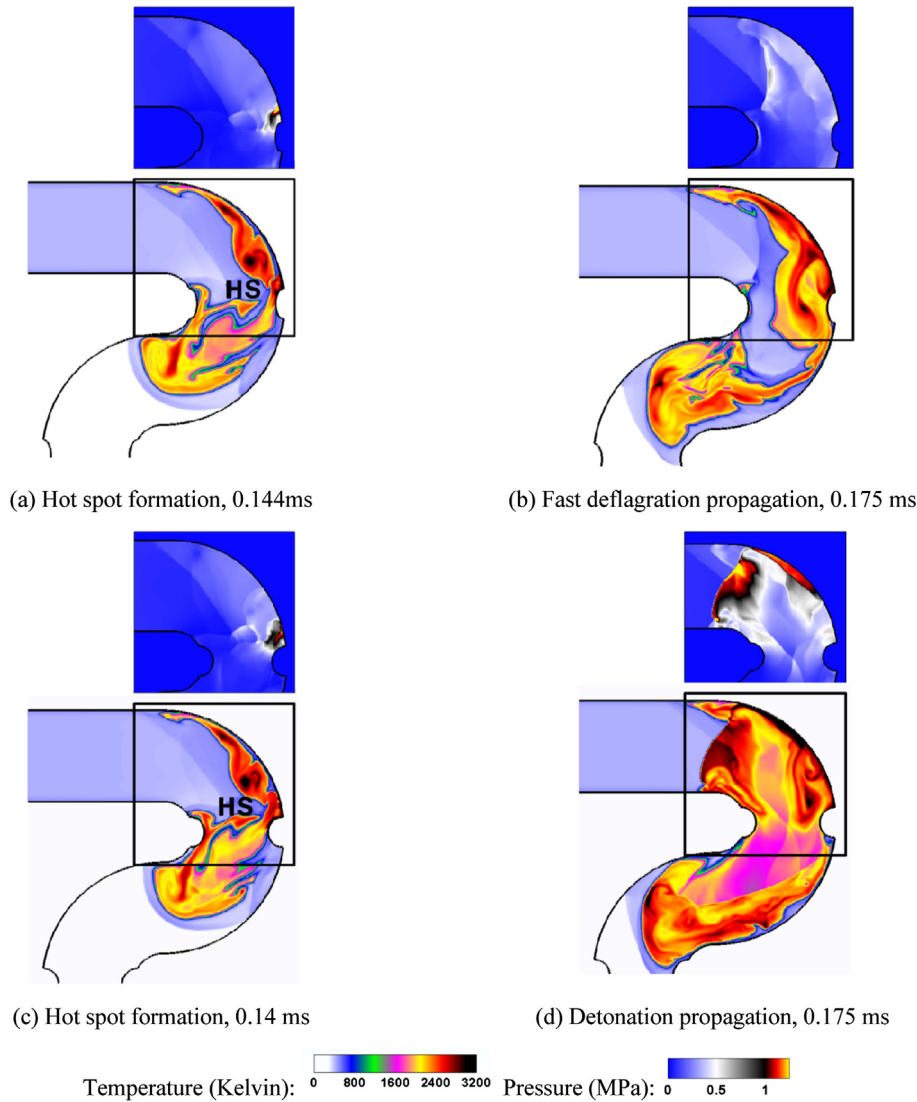 HS
(a) Hot spot formation, 0.144ms
(b) Fast deflagration propagation, 0.175 ms
HS
(c) Hot spot formation, 0.14 ms
(d) Detonation propagation, 0.175 ms
Temperature (Kelvin):
0 800 1600 2400 3200
Pressure (MPa):
0 0.5 1